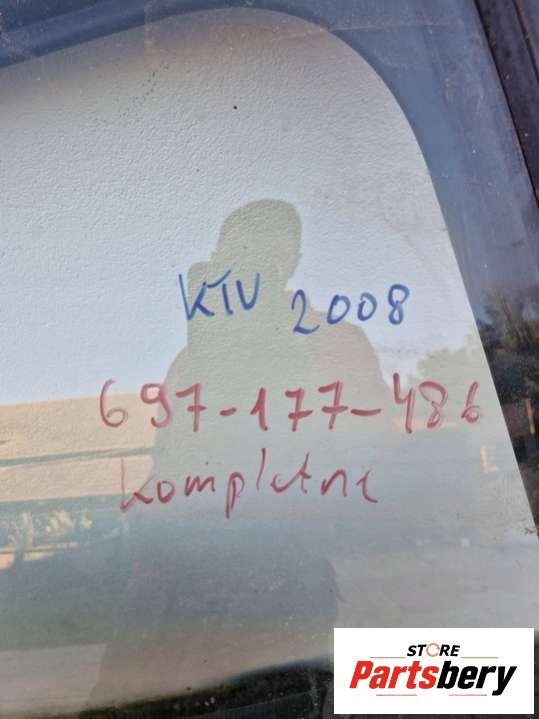 KTU 2008
697-177-486
kompletne
STORE
Partsbery